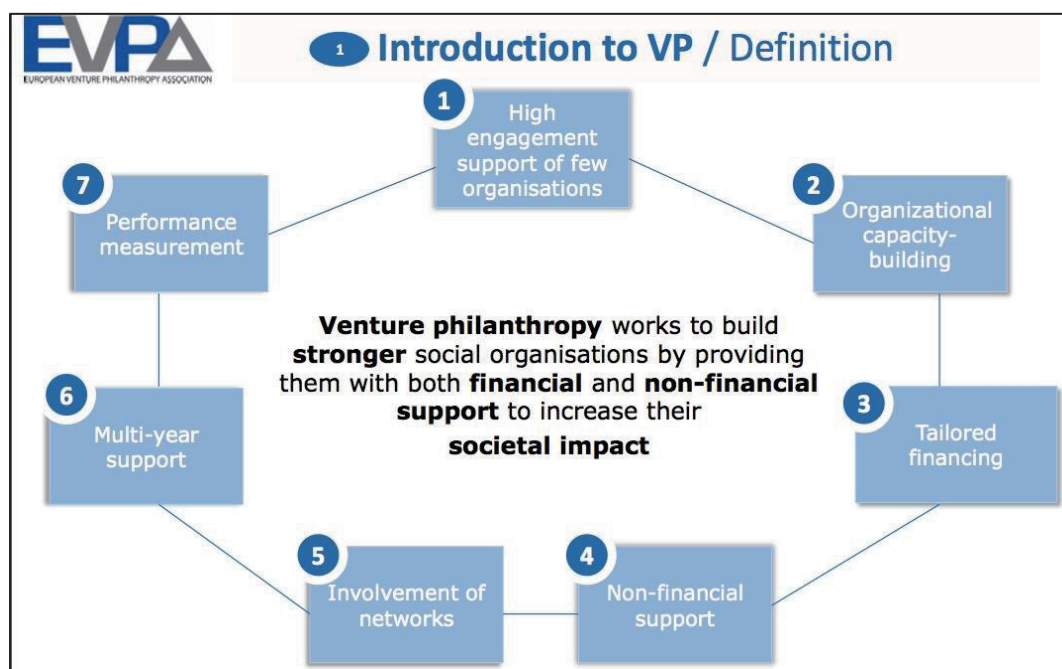 EVPA
EUROPEAN VENTURE PHILANTHROPY ASSOCIATION
1 Introduction to VP / Definition
1
High
engagement
support of few
organisations
2
Organizational
capacity-
building
3
Tailored
financing
4
Non-financial
support
5
Involvement of
networks
6
Multi-year
support
7
Performance
measurement
Venture philanthropy works to build
stronger social organisations by providing
them with both financial and non-financial
support to increase their
societal impact